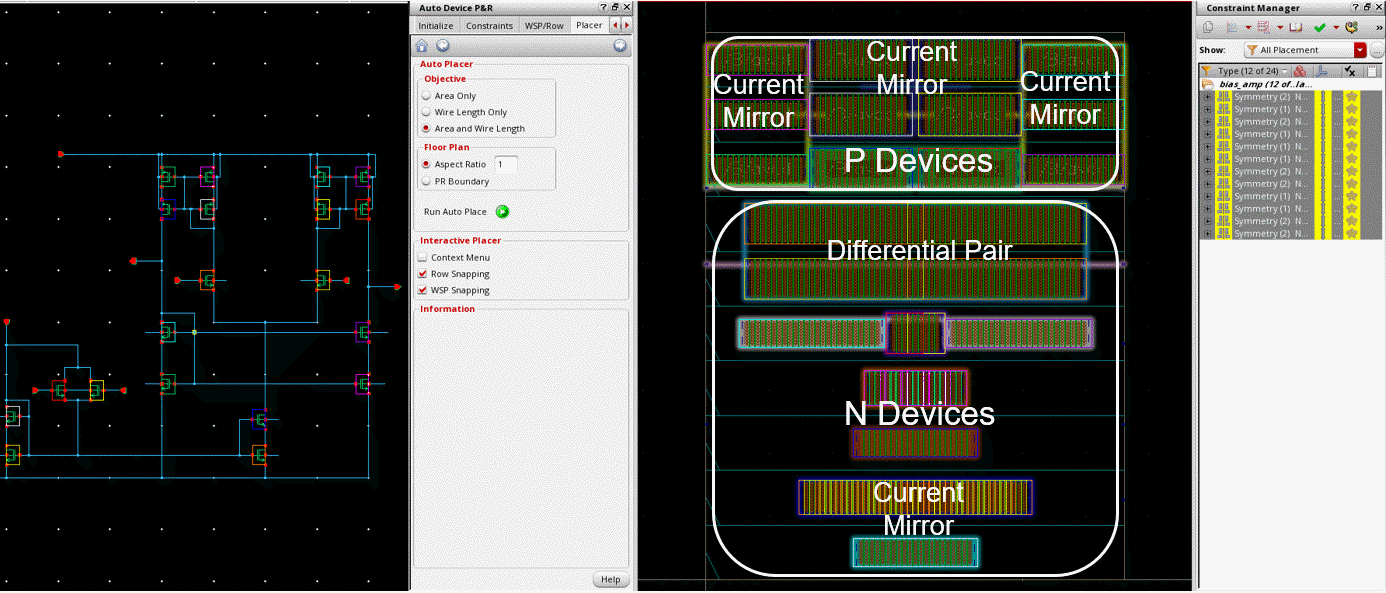 Auto Device P&R
Initialize
Constraints
WSP/Row
Placer
Auto Placer
Objective
Area Only
Wire Length Only
Area and Wire Length
Floor Plan
Aspect Ratio
1
PR Boundary
Run Auto Place
Interactive Placer
Context Menu
Row Snapping
WSP Snapping
Information
Help
Current
Mirror
Current
Mirror
Current
Mirror
P Devices
Differential Pair
N Devices
Current
Mirror
Constraint Manager
Show:
All Placement
Type (12 of 24)
bias_amp (12 of..la...
Symmetry (2) N...
Symmetry (1) N...
Symmetry (2) N...
Symmetry (1) N...
Symmetry (1) N...
Symmetry (1) N...
Symmetry (2) N...
Symmetry (2) N...
Symmetry (1) N...
Symmetry (1) N...
Symmetry (2) N...
Symmetry (2) N...